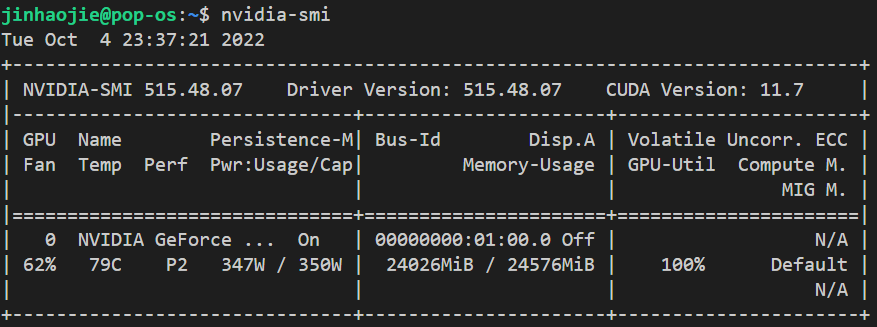 jinhaojie@pop-os:~$ nvidia-smi
Tue Oct  4 23:37:21 2022
+-----------------------------------------------------------------------------+
| NVIDIA-SMI 515.48.07    Driver Version: 515.48.07    CUDA Version: 11.7     |
|-------------------------------+----------------------+----------------------+
| GPU  Name        Persistence-M| Bus-Id        Disp.A | Volatile Uncorr. ECC |
| Fan  Temp  Perf  Pwr:Usage/Cap|         Memory-Usage | GPU-Util  Compute M. |
|                               |                      |               MIG M. |
|===============================+======================+======================|
|   0  NVIDIA GeForce ...  On   | 00000000:01:00.0 Off |                  N/A |
| 62%   79C    P2   347W / 350W |  24026MiB / 24576MiB |    100%      Default |
|                               |                      |                  N/A |
+-------------------------------+----------------------+----------------------+